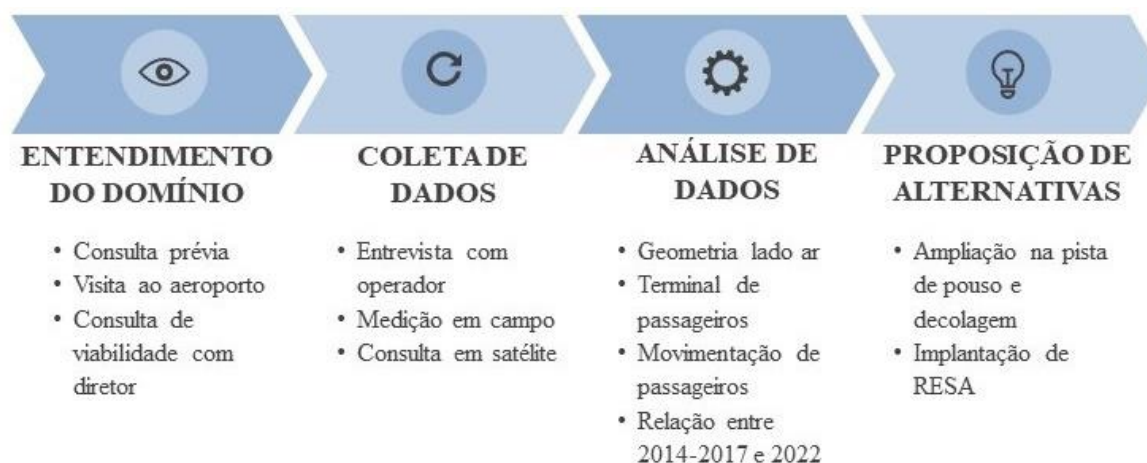 ENTENDIMENTO
DO DOMÍNIO
• Consulta prévia
• Visita ao aeroporto
• Consulta de
viabilidade com
diretor
COLETA DE
DADOS
• Entrevista com
operador
• Medição em campo
• Consulta em satélite
ANÁLISE DE
DADOS
• Geometria lado ar
• Terminal de
passageiros
• Movimentação de
passageiros
• Relação entre
2014-2017 e 2022
PROPOSIÇÃO DE
ALTERNATIVAS
• Ampliação na pista
de pouso e
decolagem
• Implantação de
RESA